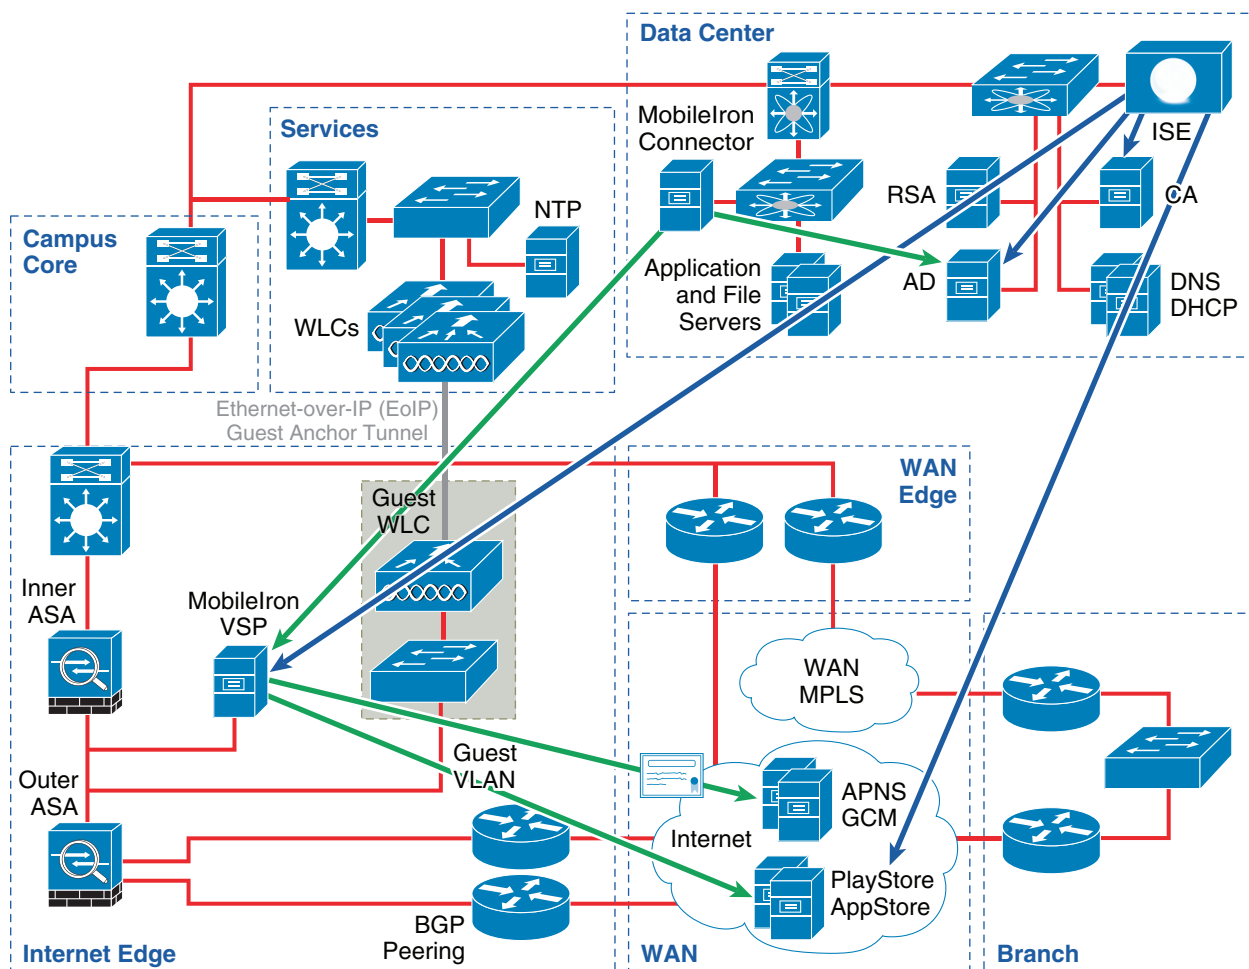 Data Center
MobileIron
Connector
ISE
Services
RSA
CA
NTP
Campus
Core
Application
and File
Servers
AD
DNS
DHCP
WLCs
Ethernet-over-IP (EoIP)
Guest Anchor Tunnel
WAN
Edge
Guest
WLC
Inner
ASA
MobileIron
VSP
WAN
MPLS
Guest
VLAN
Outer
ASA
APNS
GCM
Internet
PlayStore
AppStore
BGP
Peering
Internet Edge
WAN
Branch